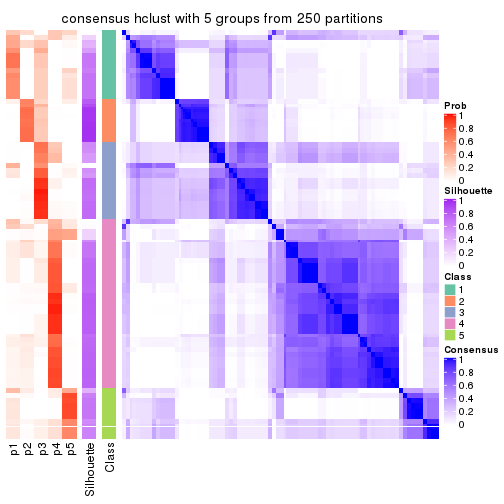 consensus hclust with 5 groups from 250 partitions
p1
p2
p3
p4
p5
Silhouette
Class
Prob
1
0.8
0.6
0.4
0.2
0
Silhouette
1
0.8
0.6
0.4
0.2
0
Class
1
2
3
4
5
Consensus
1
0.8
0.6
0.4
0.2
0